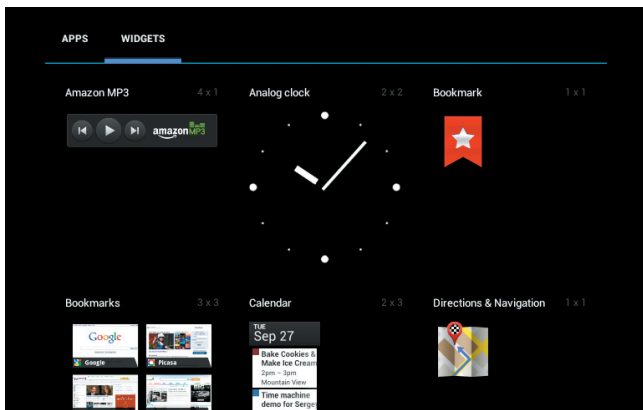 APPS WIDGETS
Amazon MP3 4 x 1 Analog clock 2 x 2 Bookmark 1 x 1
amazonMP3
Bookmarks 3 x 3 Calendar 2 x 3 Directions & Navigation 1 x 1
Google
Google Picasa
TUE
Sep 27
Bake Cookies &
Make Ice Cream
2pm – 3pm
Mountain View
Time machine
demo for Serge